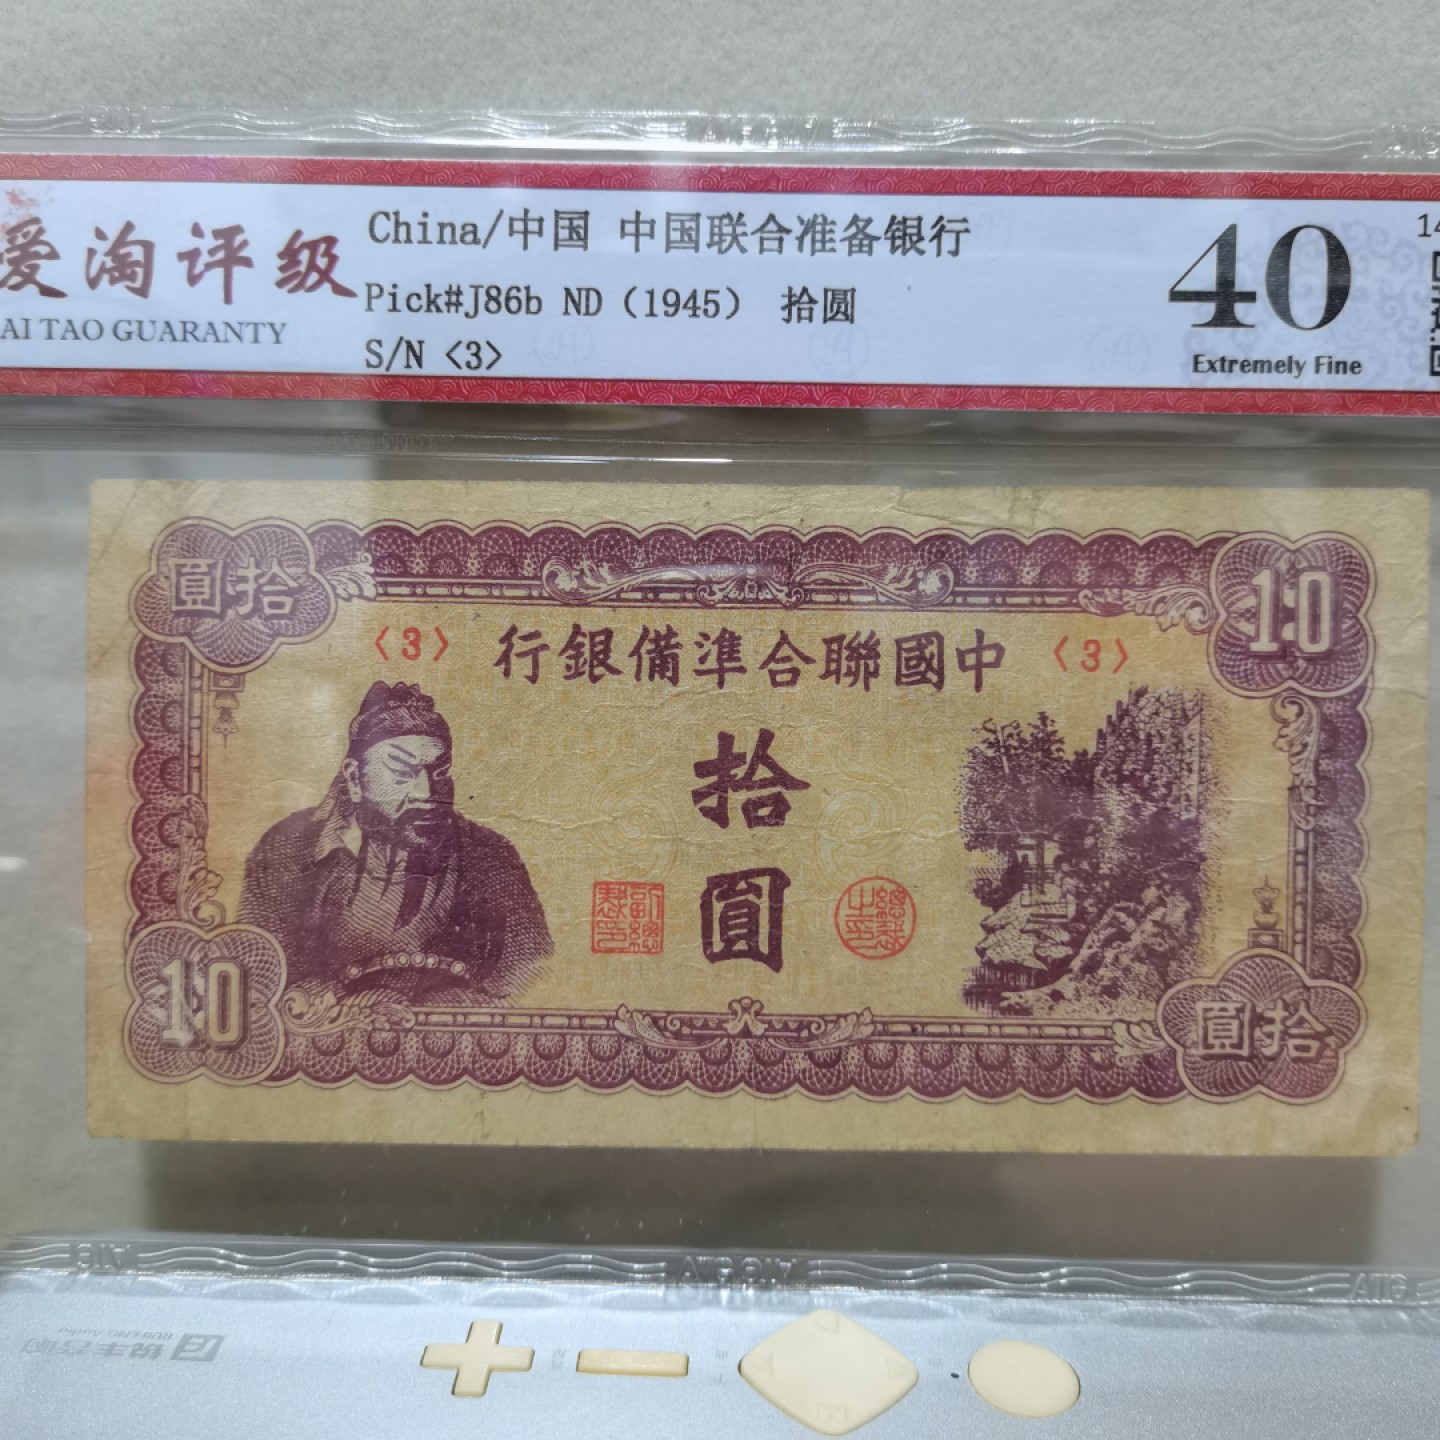 爱淘评级
AI TAO GUARANTY
China/中国 中国联合准备银行
Pick#J86b ND（1945） 拾圆
S/N <3>
40
Extremely Fine
14
圓拾
10
〈3〉 行銀備準合聯國中 〈3〉
拾
圓
10
圓拾